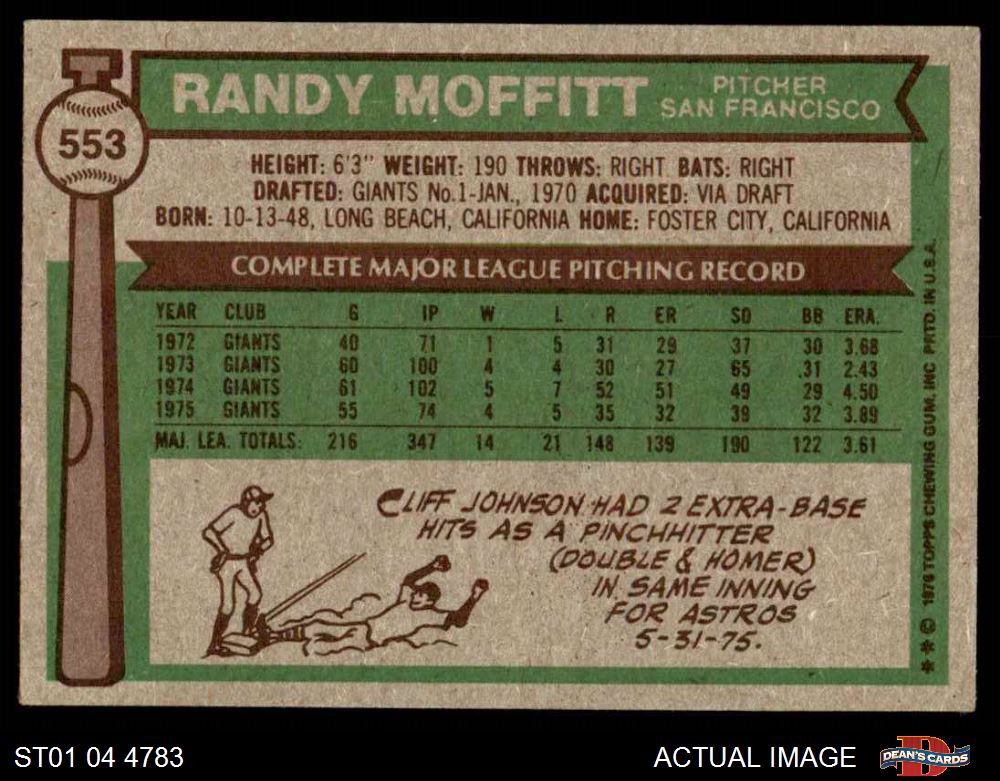 RANDY MOFFITT
PITCHER
SAN FRANCISCO
553
HEIGHT: 6'3" WEIGHT: 190 THROWS: RIGHT BATS: RIGHT
DRAFTED: GIANTS No.1-JAN., 1970 ACQUIRED: VIA DRAFT
BORN: 10-13-48, LONG BEACH, CALIFORNIA HOME: FOSTER CITY, CALIFORNIA
COMPLETE MAJOR LEAGUE PITCHING RECORD
YEAR CLUB G IP W L R ER SO BB ERA.
1972 GIANTS 40 71 1 5 31 29 37 30 3.68
1973 GIANTS 60 100 4 4 30 27 65 .31 2.43
1974 GIANTS 61 102 5 7 52 51 49 29 4.50
1975 GIANTS 55 74 4 5 35 32 39 32 3.89
MAJ. LEA. TOTALS: 216 347 14 21 148 139 190 122 3.61
CLIFF JOHNSON HAD 2 EXTRA-BASE
HITS AS A PINCHHITTER
(DOUBLE & HOMER)
IN SAME INNING
FOR ASTROS
5-31-75.
** © 1976 TOPPS CHEWING GUM, INC PRTD. IN U.S.A.
ST01 04 4783
ACTUAL IMAGE
DEAN'S CARDS